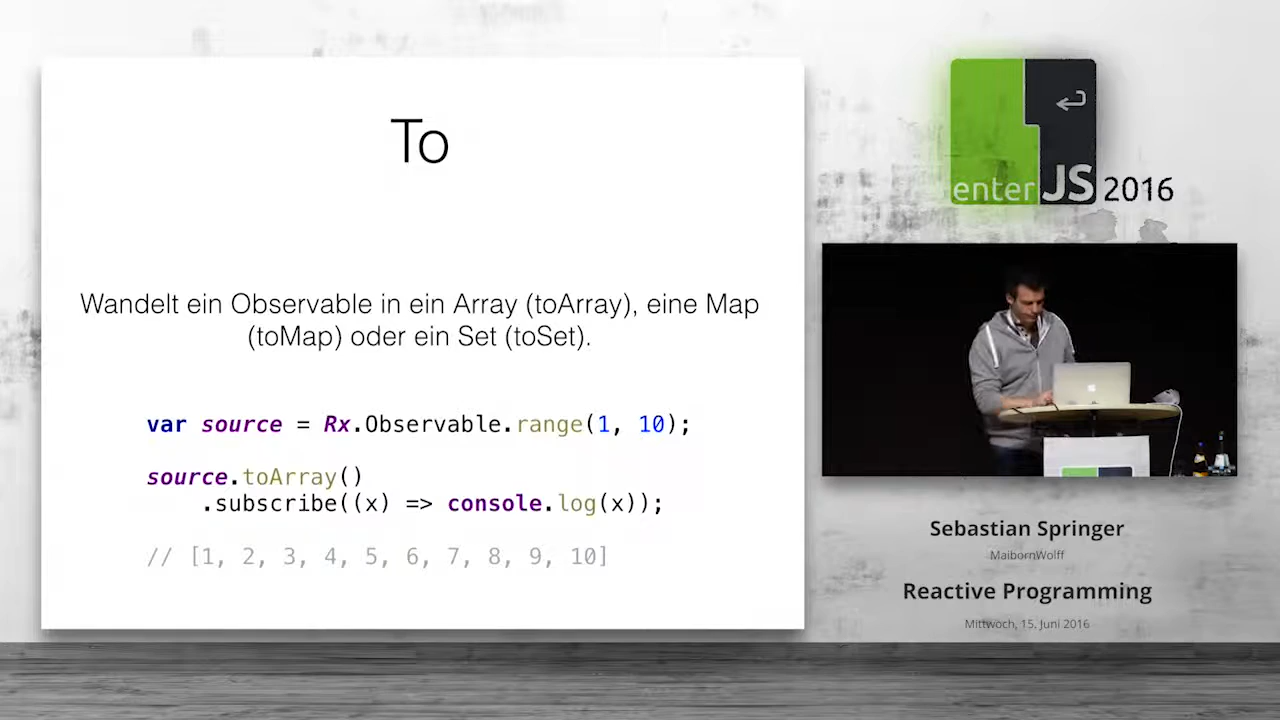 To
Wandelt ein Observable in ein Array (toArray), eine Map
(toMap) oder ein Set (toSet).
var source = Rx.Observable.range(1, 10);
source.toArray()
.subscribe((x) => console.log(x));
// [1, 2, 3, 4, 5, 6, 7, 8, 9, 10]
enterJS 2016
Sebastian Springer
MaibornWolff
Reactive Programming
Mittwoch, 15. Juni 2016